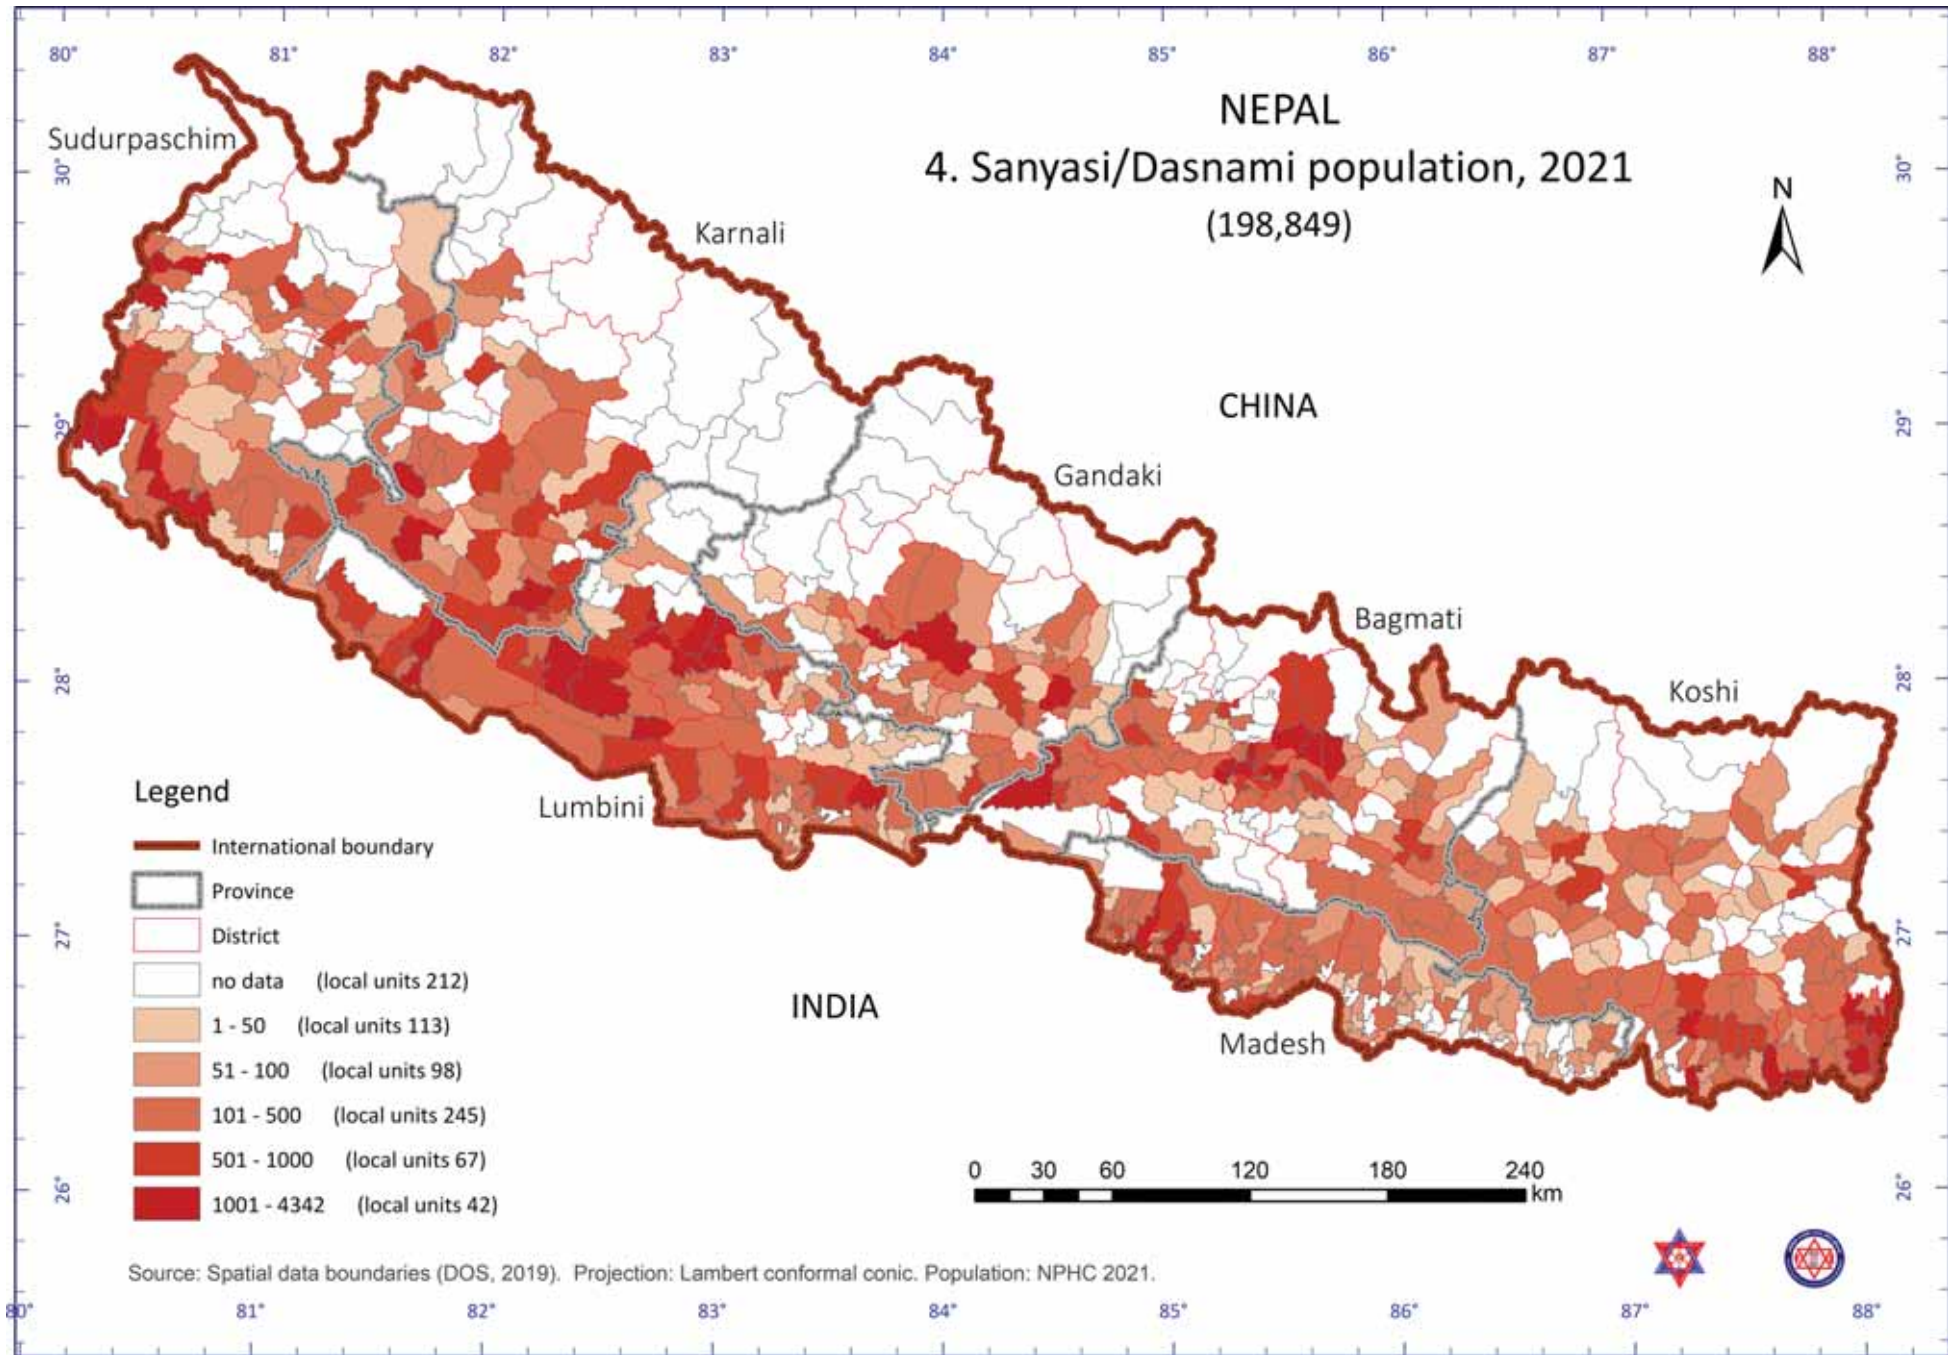 80° 81° 82° 83° 84° 85° 86° 87° 88°
NEPAL
4. Sanyasi/Dasnami population, 2021
(198,849)
N
Sudurpaschim
30° 30°
Karnali
CHINA
29° 29°
Gandaki
Bagmati
28° 28°
Koshi
Lumbini
27° 27°
INDIA
Madesh
Legend
International boundary
Province
District
no data (local units 212)
1 - 50 (local units 113)
51 - 100 (local units 98)
101 - 500 (local units 245)
501 - 1000 (local units 67)
1001 - 4342 (local units 42)
0 30 60 120 180 240
km
26° 26°
Source: Spatial data boundaries (DOS, 2019). Projection: Lambert conformal conic. Population: NPHC 2021.
80° 81° 82° 83° 84° 85° 86° 87° 88°